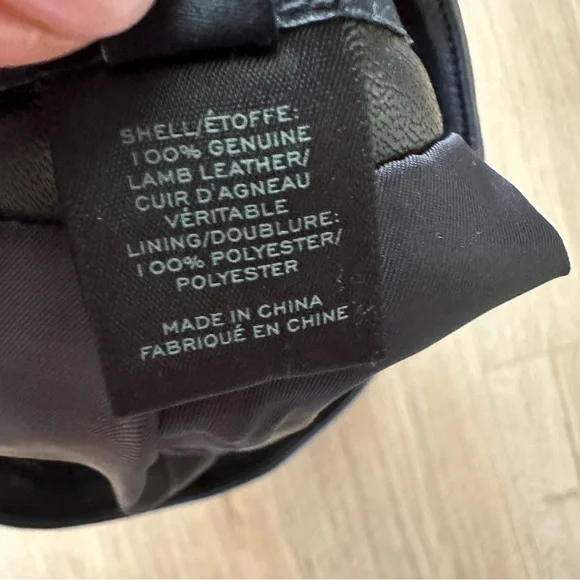 SHELL/ÉTOFFE:
100% GENUINE
LAMB LEATHER/
CUIR D'AGNEAU
VÉRITABLE
LINING/DOUBLURE:
100% POLYESTER/
POLYESTER
MADE IN CHINA
FABRIQUÉ EN CHINE